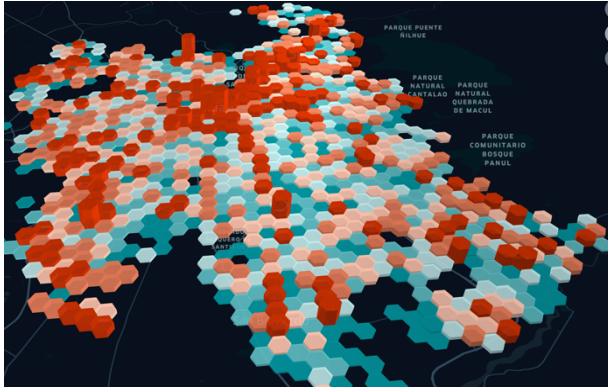 PARQUE PUENTE
ÑILHUE
PARQUE
NATURAL
CANTALAO
PARQUE
NATURAL
QUEBRADA
DE MACUL
PARQUE
COMUNITARIO
BOSQUE
PANUL